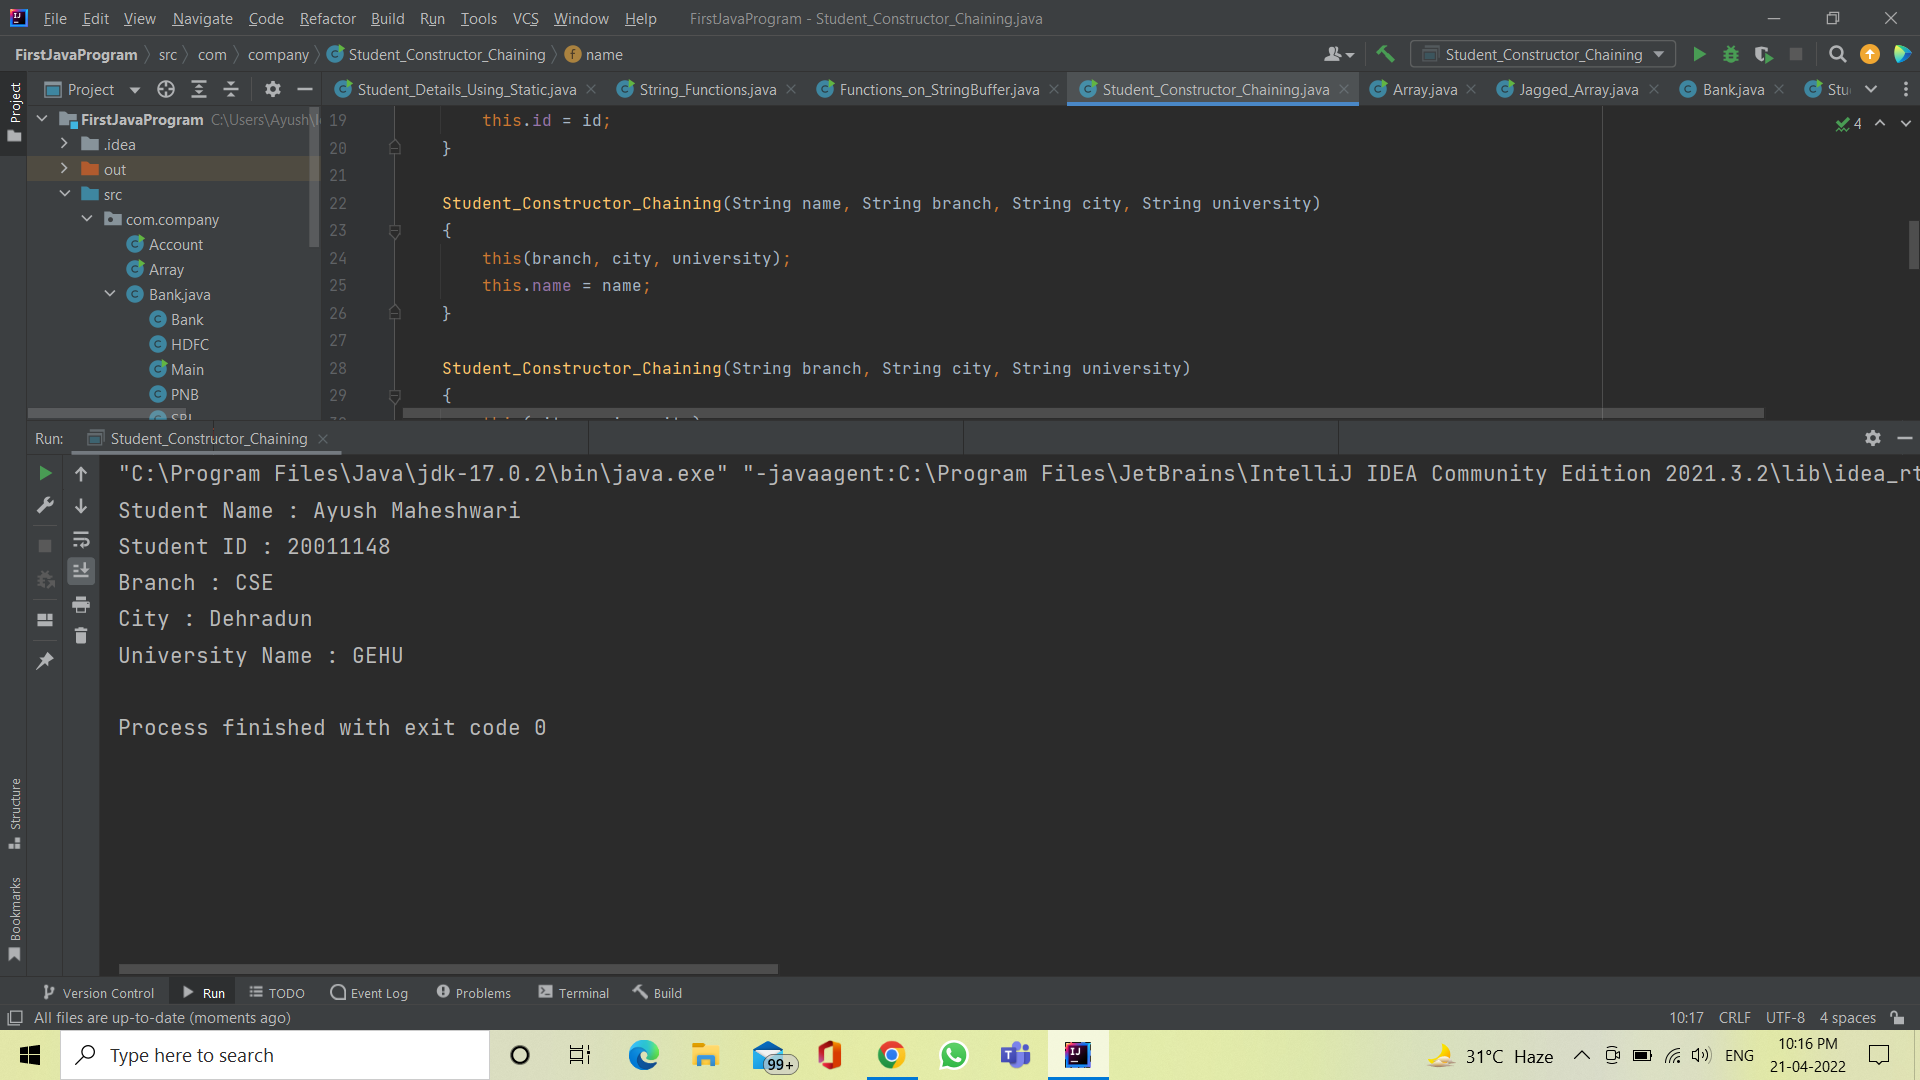 File Edit View Navigate Code Refactor Build Run Tools VCS Window Help FirstJavaProgram - Student_Constructor_Chaining.java
FirstJavaProgram src com company Student_Constructor_Chaining name Student_Constructor_Chaining
Project Student_Details_Using_Static.java String_Functions.java Functions_on_StringBuffer.java Student_Constructor_Chaining.java Array.java Jagged_Array.java Bank.java Stu
Project
FirstJavaProgram C:\Users\Ayush\I
.idea
out
src
com.company
Account
Array
Bank.java
Bank
HDFC
Main
PNB
SBI
19 this.id = id;
20 }
21
22 Student_Constructor_Chaining(String name, String branch, String city, String university)
23 {
24 this(branch, city, university);
25 this.name = name;
26 }
27
28 Student_Constructor_Chaining(String branch, String city, String university)
29 {
4
Run: Student_Constructor_Chaining
"C:\Program Files\Java\jdk-17.0.2\bin\java.exe" "-javaagent:C:\Program Files\JetBrains\IntelliJ IDEA Community Edition 2021.3.2\lib\idea_rt
Student Name : Ayush Maheshwari
Student ID : 20011148
Branch : CSE
City : Dehradun
University Name : GEHU
Process finished with exit code 0
Structure
Bookmarks
Version Control Run TODO Event Log Problems Terminal Build
All files are up-to-date (moments ago) 10:17 CRLF UTF-8 4 spaces
Type here to search 99+ 31°C Haze ENG 10:16 PM
21-04-2022